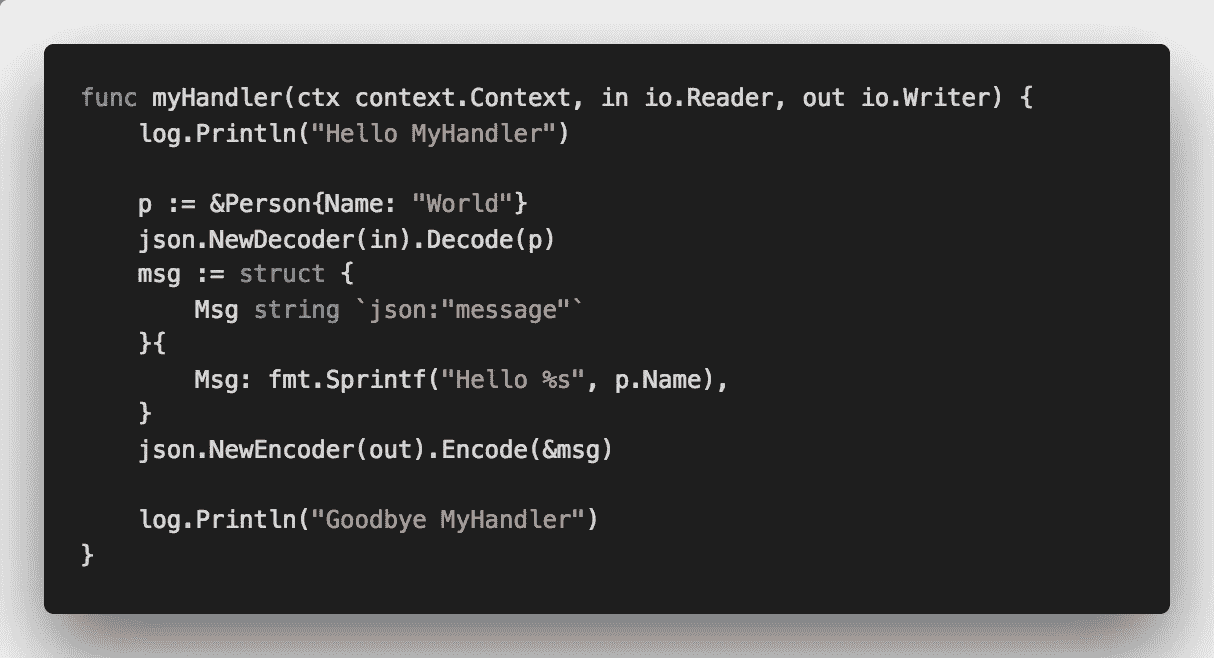 func myHandler(ctx context.Context, in io.Reader, out io.Writer) {
    log.Println("Hello MyHandler")

    p := &Person{Name: "World"}
    json.NewDecoder(in).Decode(p)
    msg := struct {
        Msg string `json:"message"`
    }{
        Msg: fmt.Sprintf("Hello %s", p.Name),
    }
    json.NewEncoder(out).Encode(&msg)

    log.Println("Goodbye MyHandler")
}